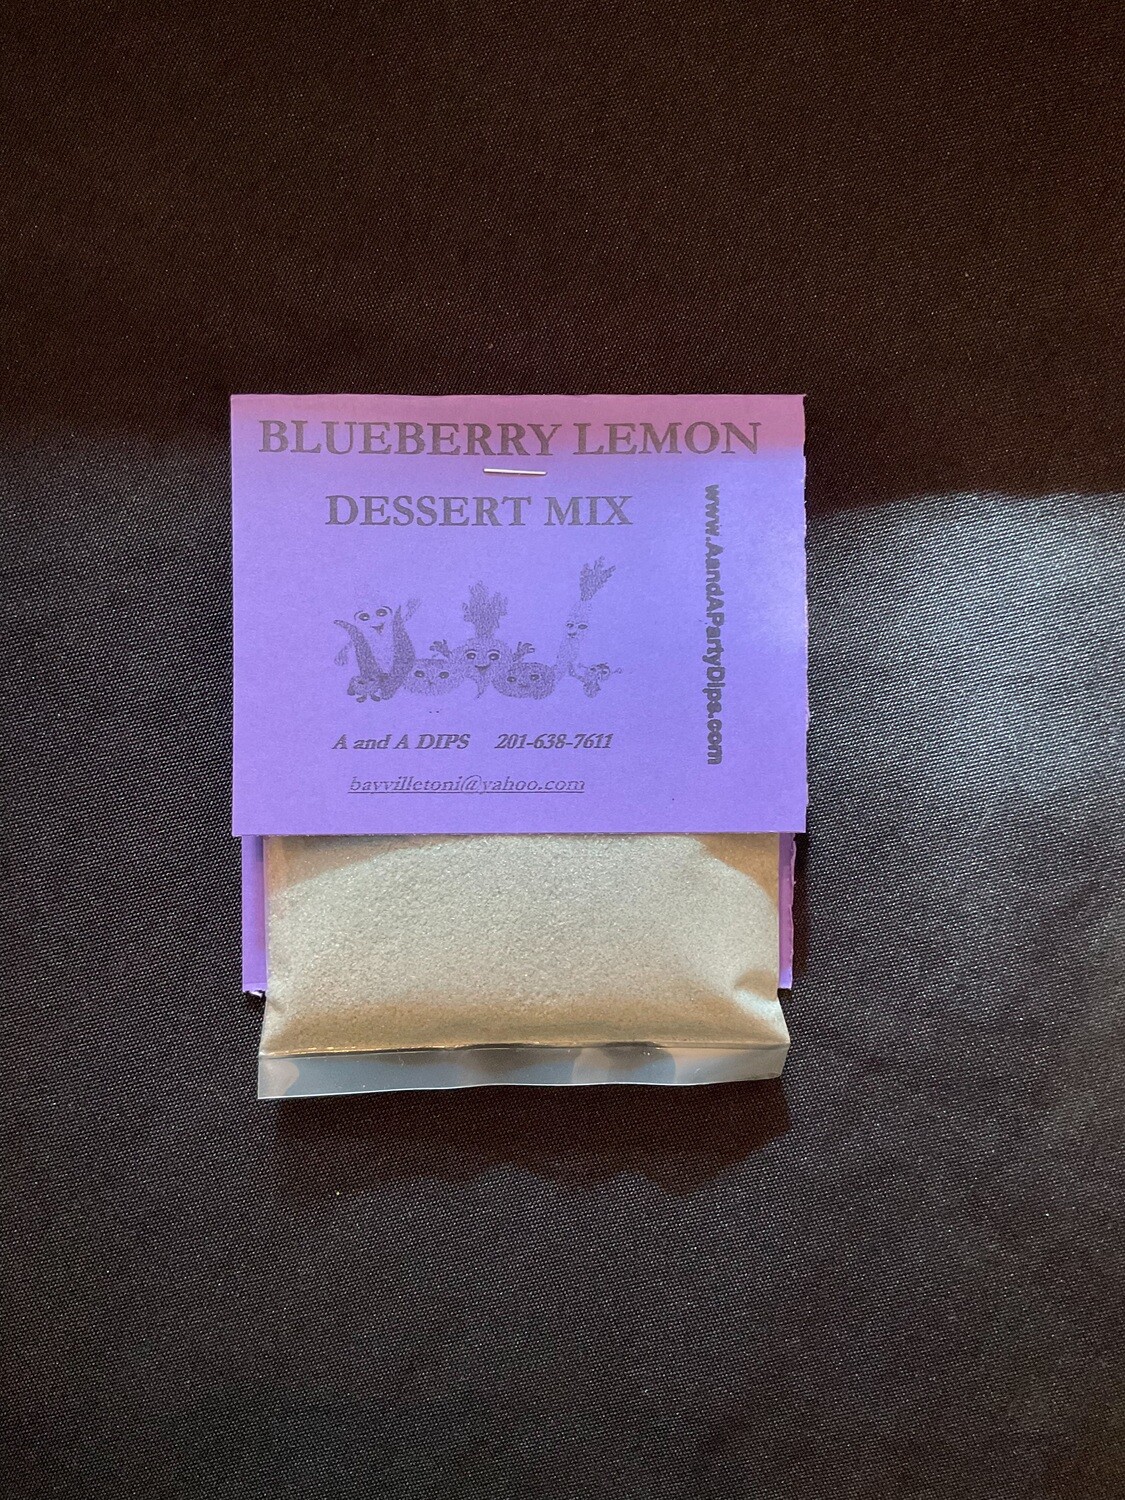 BLUEBERRY LEMON
DESSERT MIX
www.AandAPartyDips.com
A and A DIPS 201-638-7611
bayvilletoni@yahoo.com